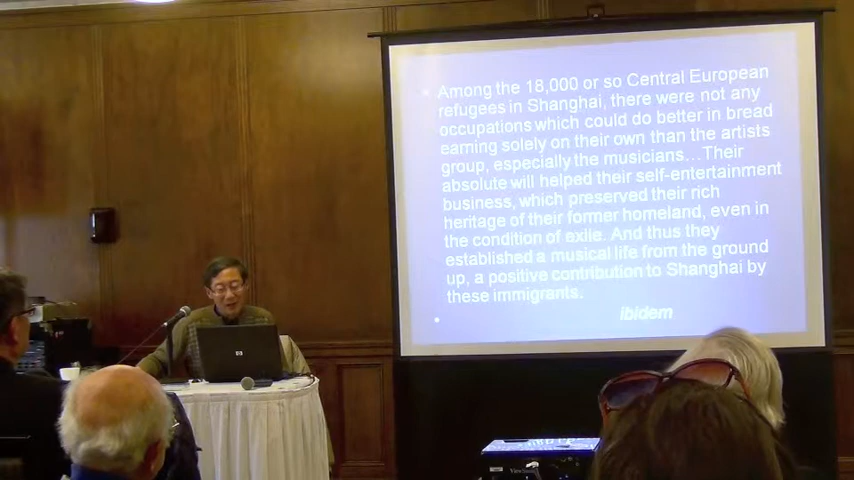 Among the 18,000 or so Central European
refugees in Shanghai, there were not any
occupations which could do better in bread
earning solely on their own than the artists
group, especially the musicians…Their
absolute will helped their self-entertainment
business, which preserved their rich
heritage of their former homeland, even in
the condition of exile. And thus they
established a musical life from the ground
up, a positive contribution to Shanghai by
these immigrants.
ibidem
hp